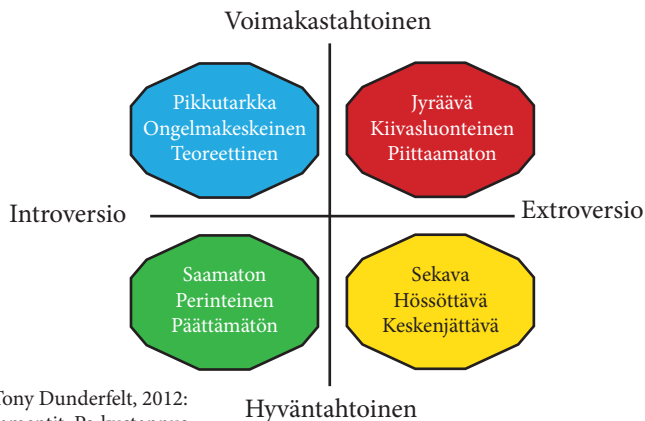 Voimakastahtoinen
Pikkutarkka
Ongelmakeskeinen
Teoreettinen
Jyräävä
Kiivasluonteinen
Piittaamaton
Introversio
Extroversio
Saamaton
Perinteinen
Päättämätön
Sekava
Hössöttävä
Keskenjättävä
Tony Dunderfelt, 2012:
Hyväntahtoinen